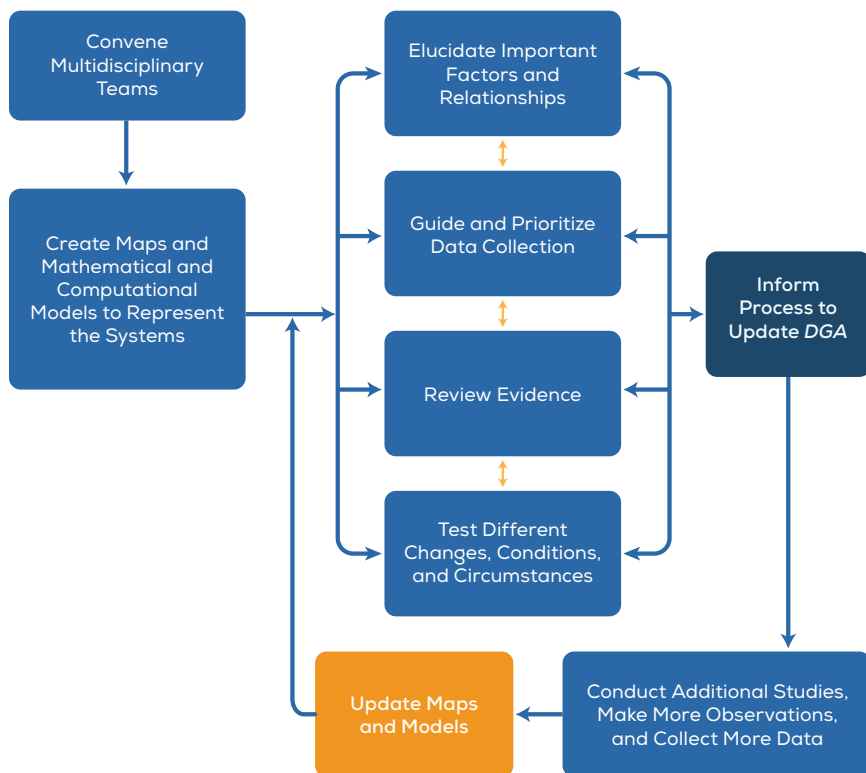 Convene
Multidisciplinary
Teams
Create Maps and
Mathematical and
Computational
Models to Represent
the Systems
Elucidate Important
Factors and
Relationships
Guide and Prioritize
Data Collection
Review Evidence
Test Different
Changes, Conditions,
and Circumstances
Inform
Process to
Update DGA
Conduct Additional Studies,
Make More Observations,
and Collect More Data
Update Maps
and Models